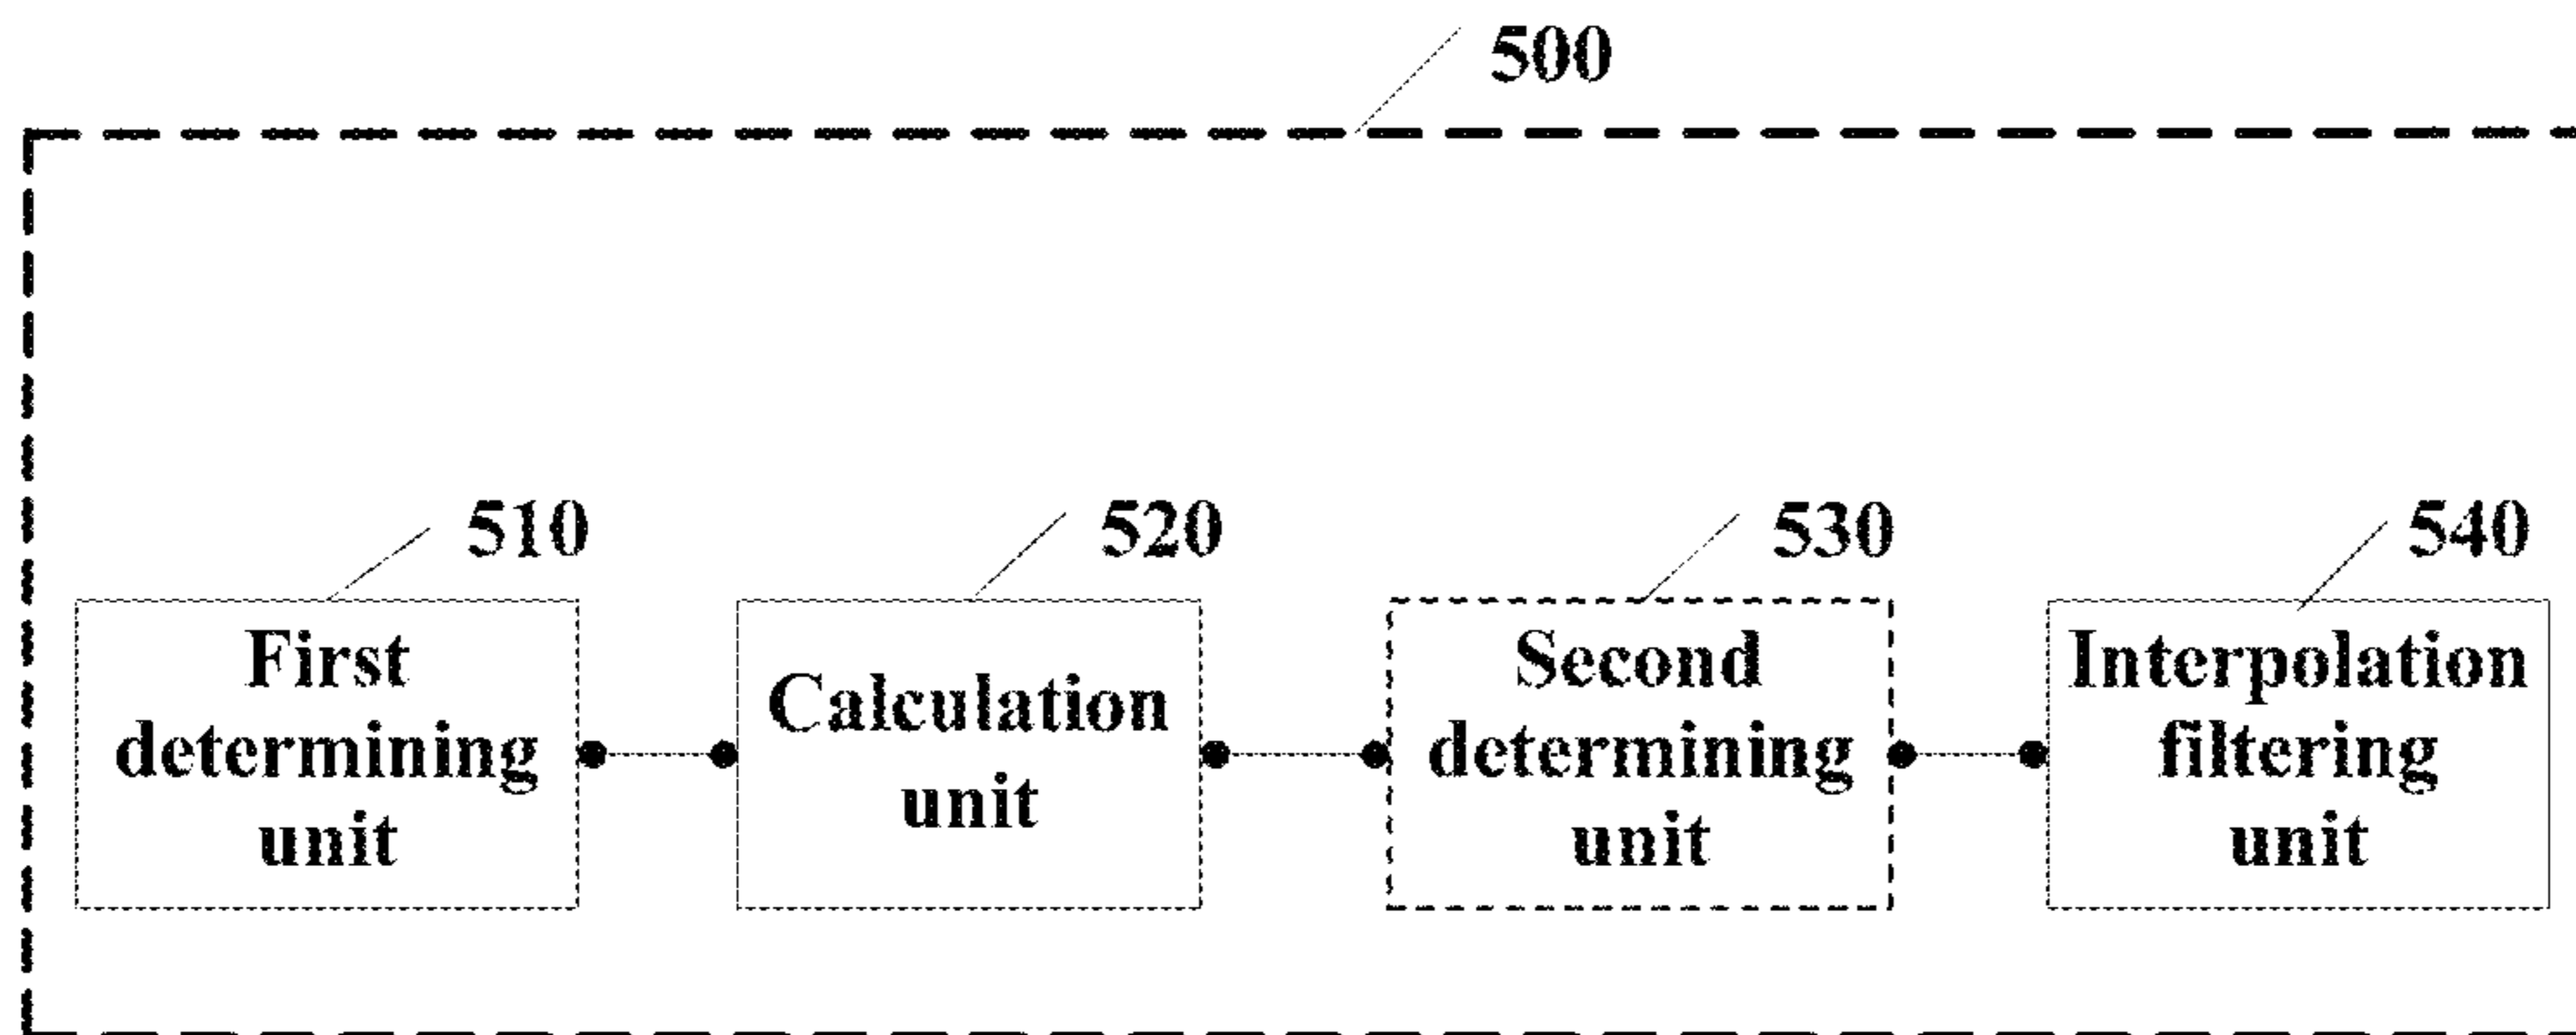 500
510
520
530
540
First
determining
unit
Calculation
unit
Second
determining
unit
Interpolation
filtering
unit